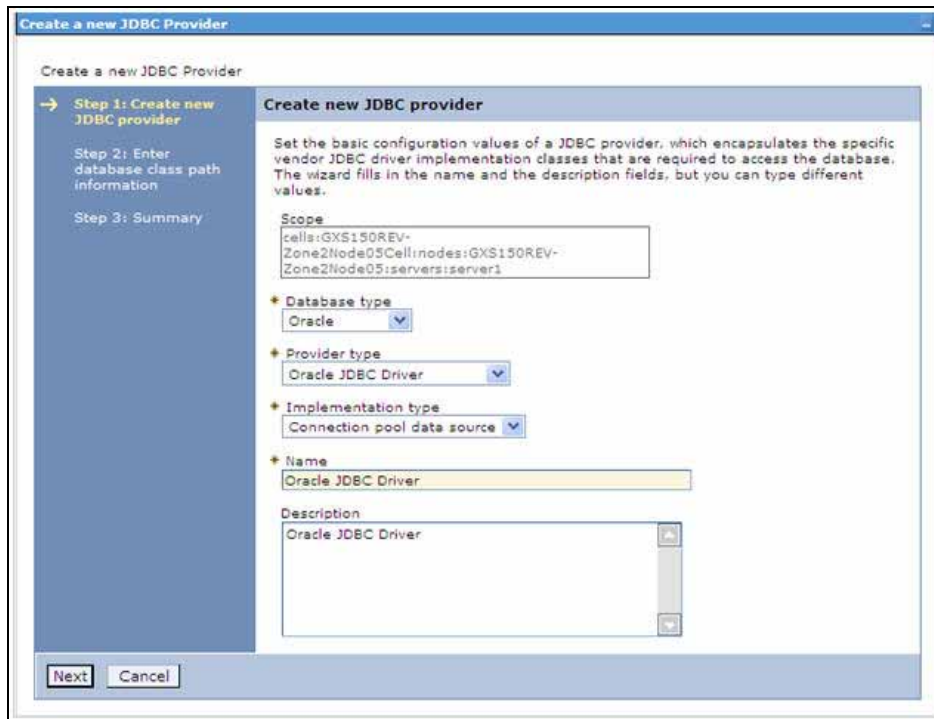 Create a new JDBC Provider
Create a new JDBC Provider
Step 1: Create new
JDBC provider
Step 2: Enter
database class path
information
Step 3: Summary
Create new JDBC provider
Set the basic configuration values of a JDBC provider, which encapsulates the specific
vendor JDBC driver implementation classes that are required to access the database.
The wizard fills in the name and the description fields, but you can type different
values.
Scope
cells:GXS150REV-
Zone2Node05Cell:nodes:GXS150REV-
Zone2Node05:servers:server1
* Database type
Oracle
* Provider type
Oracle JDBC Driver
* Implementation type
Connection pool data source
* Name
Oracle JDBC Driver
Description
Oracle JDBC Driver
Next
Cancel